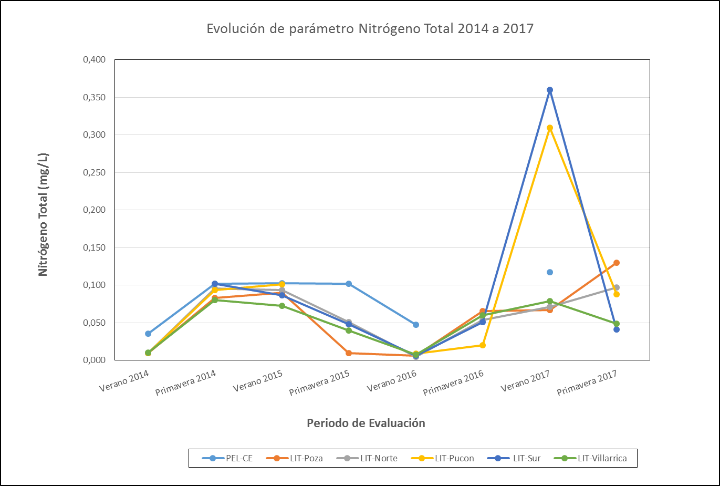 Evolución de parámetro Nitrógeno Total 2014 a 2017
0,400
0,350
0,300
0,250
0,200
0,150
0,100
0,050
0,000
Nitrógeno Total (mg/L)
Verano 2014
Primavera 2014
Verano 2015
Primavera 2015
Verano 2016
Primavera 2016
Verano 2017
Primavera 2017
Periodo de Evaluación
PEL-CE
LIT-Poza
LIT-Norte
LIT-Pucon
LIT-Sur
LIT-Villarrica